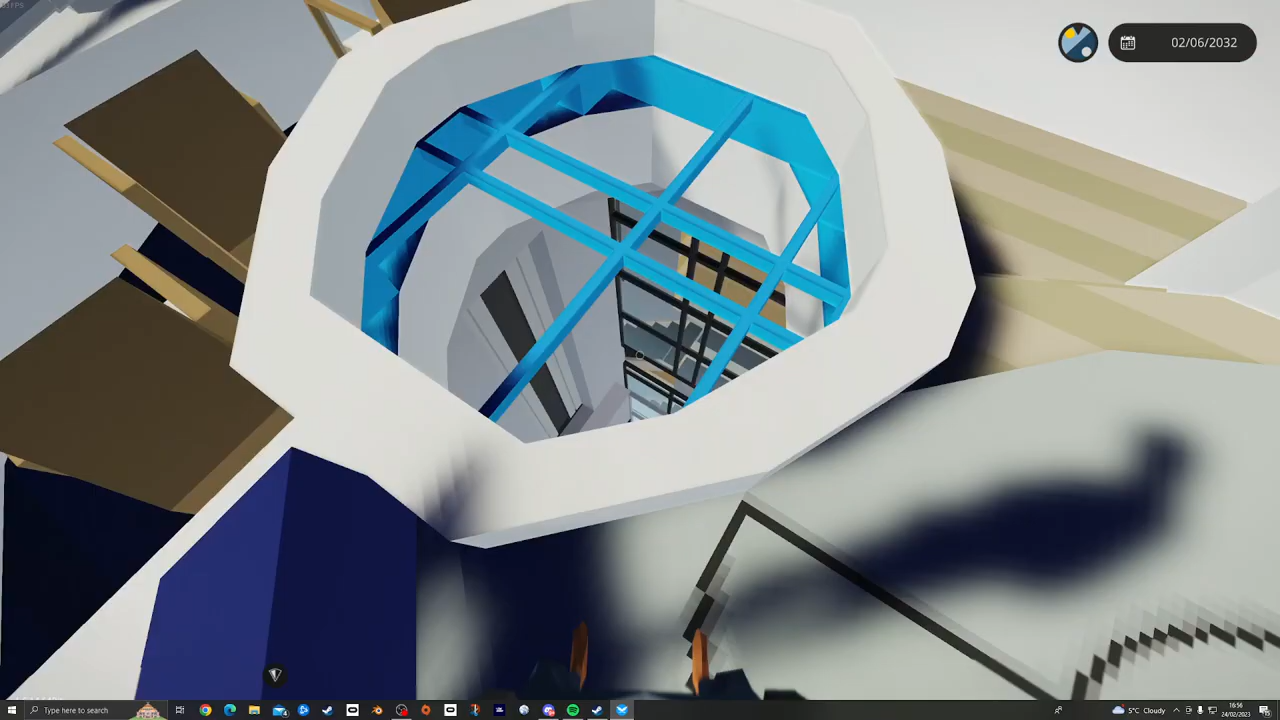 02/06/2032
Type here to search
5°C Cloudy
16:56
24/02/2023